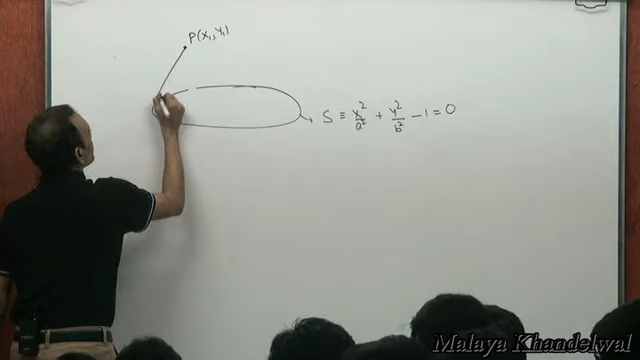 P(x₁, y₁)
S ≡ x²/a² + y²/b² - 1 = 0
Malaya Khandelwal